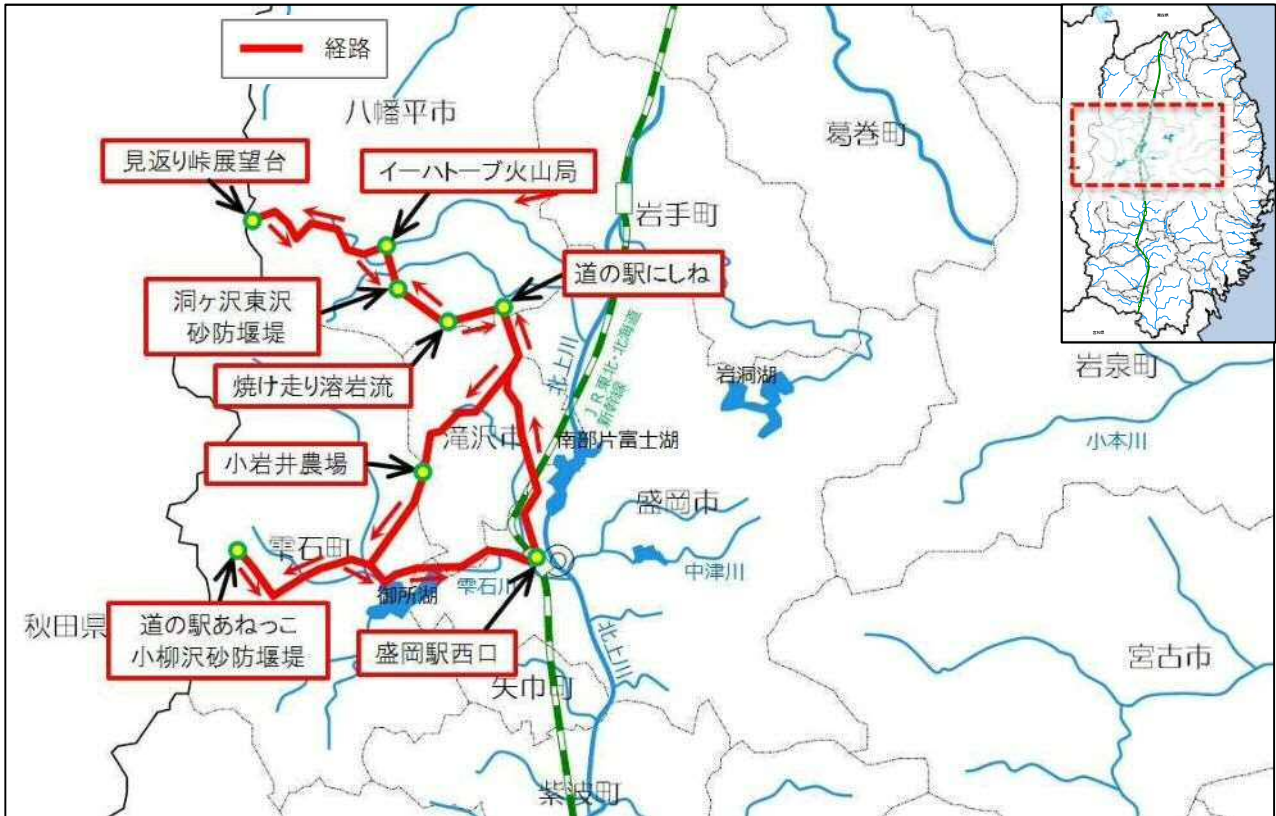 経路
八幡平市
葛巻町
見返り峠展望台
イーハトーブ火山局
岩手町
道の駅にしね
洞ヶ沢東沢
砂防堰堤
北上川
JR東北・北海道
新幹線
岩洞湖
岩泉町
焼け走り溶岩流
小本川
滝沢市
南部片富士湖
小岩井農場
盛岡市
雫石町
中津川
雫石川
御所湖
秋田県
道の駅あねっこ
小柳沢砂防堰堤
盛岡駅西口
北上川
宮古市
矢巾町
紫波町